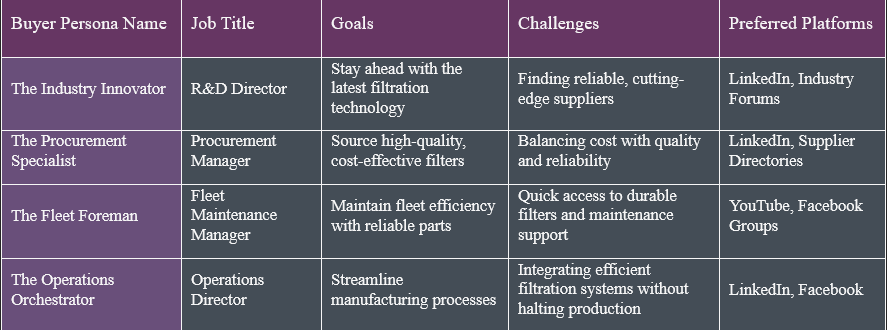 Buyer Persona Name
Job Title
Goals
Challenges
Preferred Platforms
The Industry Innovator
R&D Director
Stay ahead with the
latest filtration
technology
Finding reliable, cutting-
edge suppliers
LinkedIn, Industry
Forums
The Procurement
Specialist
Procurement
Manager
Source high-quality,
cost-effective filters
Balancing cost with quality
and reliability
LinkedIn, Supplier
Directories
The Fleet Foreman
Fleet
Maintenance
Manager
Maintain fleet efficiency
with reliable parts
Quick access to durable
filters and maintenance
support
YouTube, Facebook
Groups
The Operations
Orchestrator
Operations
Director
Streamline
manufacturing processes
Integrating efficient
filtration systems without
halting production
LinkedIn, Facebook